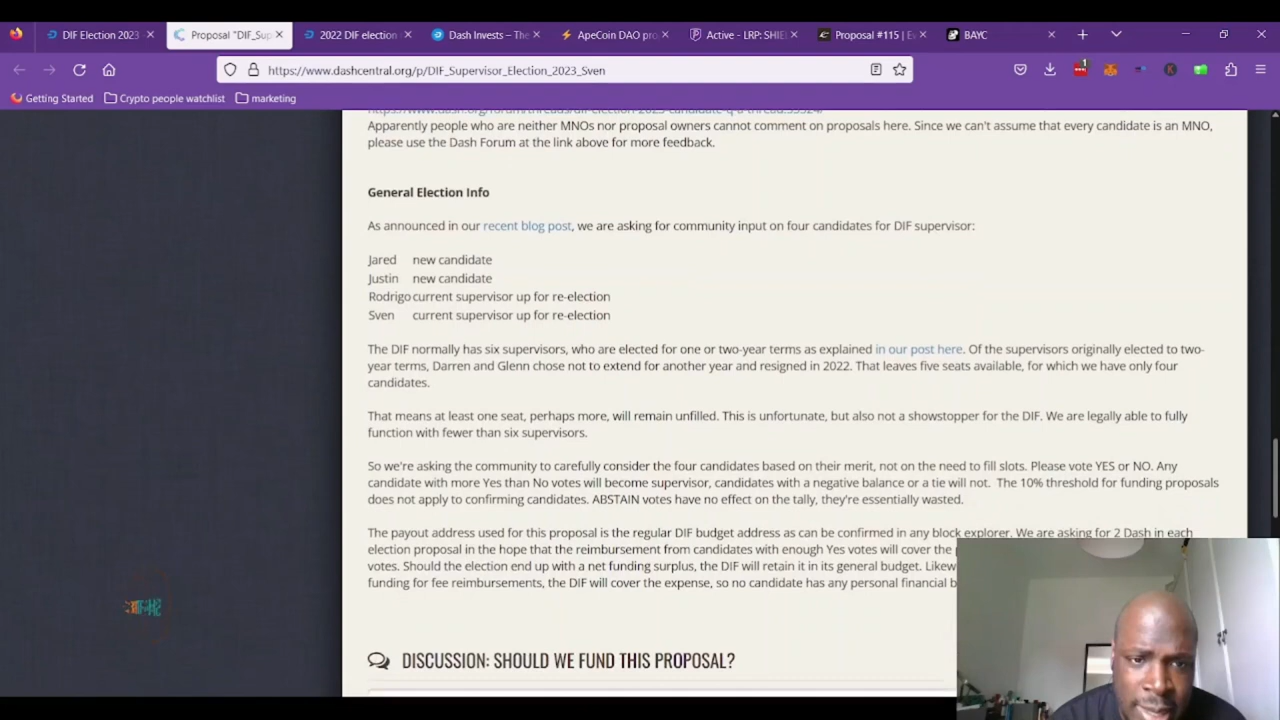 DIF Election 2023
Proposal "DIF_Sup
2022 DIF election
Dash Invests – The
ApeCoin DAO pro
Active - LRP: SHIE
Proposal #115 | E
BAYC
https://www.dashcentral.org/p/DIF_Supervisor_Election_2023_Sven
1
Getting Started
Crypto people watchlist
marketing
Apparently people who are neither MNOs nor proposal owners cannot comment on proposals here. Since we can't assume that every candidate is an MNO,
please use the Dash Forum at the link above for more feedback.
General Election Info
As announced in our recent blog post, we are asking for community input on four candidates for DIF supervisor:
Jared new candidate
Justin new candidate
Rodrigo current supervisor up for re-election
Sven current supervisor up for re-election
The DIF normally has six supervisors, who are elected for one or two-year terms as explained in our post here. Of the supervisors originally elected to two-
year terms, Darren and Glenn chose not to extend for another year and resigned in 2022. That leaves five seats available, for which we have only four
candidates.
That means at least one seat, perhaps more, will remain unfilled. This is unfortunate, but also not a showstopper for the DIF. We are legally able to fully
function with fewer than six supervisors.
So we're asking the community to carefully consider the four candidates based on their merit, not on the need to fill slots. Please vote YES or NO. Any
candidate with more Yes than No votes will become supervisor, candidates with a negative balance or a tie will not. The 10% threshold for funding proposals
does not apply to confirming candidates. ABSTAIN votes have no effect on the tally, they're essentially wasted.
The payout address used for this proposal is the regular DIF budget address as can be confirmed in any block explorer. We are asking for 2 Dash in each
election proposal in the hope that the reimbursement from candidates with enough Yes votes will cover the
votes. Should the election end up with a net funding surplus, the DIF will retain it in its general budget.
funding for fee reimbursements, the DIF will cover the expense, so no candidate has any personal financial
DISCUSSION: SHOULD WE FUND THIS PROPOSAL?